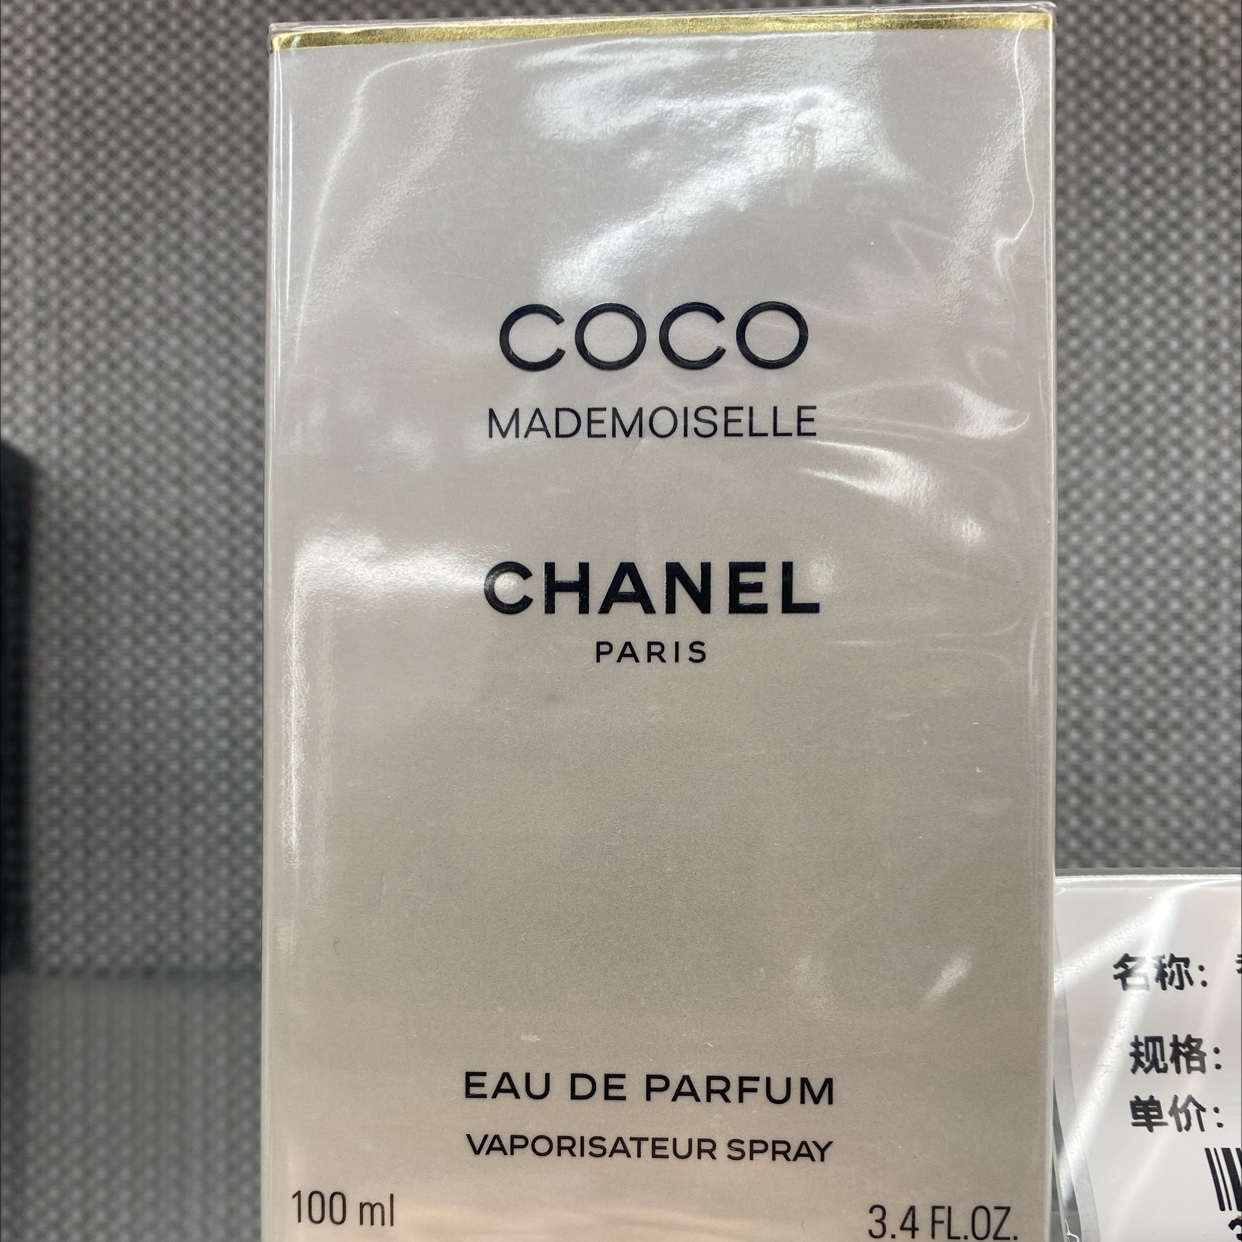 COCO
MADEMOISELLE
CHANEL
PARIS
EAU DE PARFUM
VAPORISATEUR SPRAY
100 ml
3.4 FL.OZ.
名称:
规格:
单价: